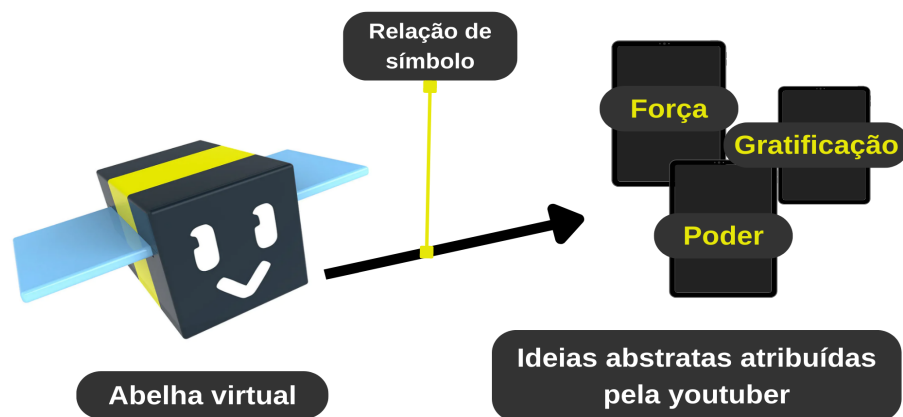 Relação de
símbolo
Força
Gratificação
Poder
Abelha virtual
Ideias abstratas atribuídas
pela youtuber